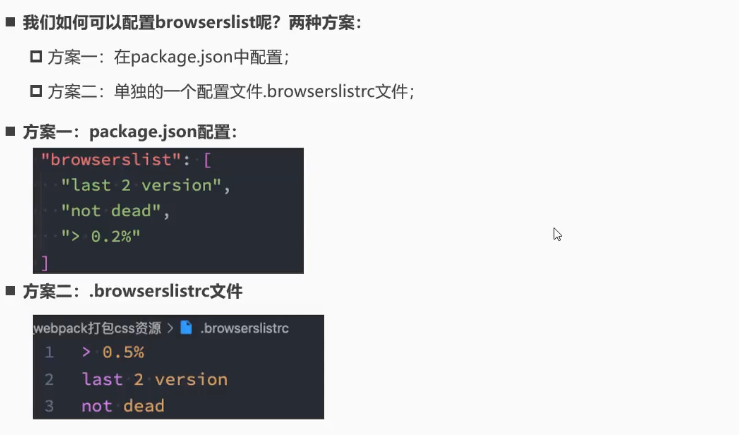 我们如何可以配置browserslist呢？两种方案：
方案一：在package.json中配置；
方案二：单独的一个配置文件.browserslistrc文件；
方案一：package.json配置：
"browserslist": [
"last 2 version",
"not dead",
"> 0.2%"
]
方案二：.browserslistrc文件
_webpack打包css资源 > .browserslistrc
1 > 0.5%
2 last 2 version
3 not dead